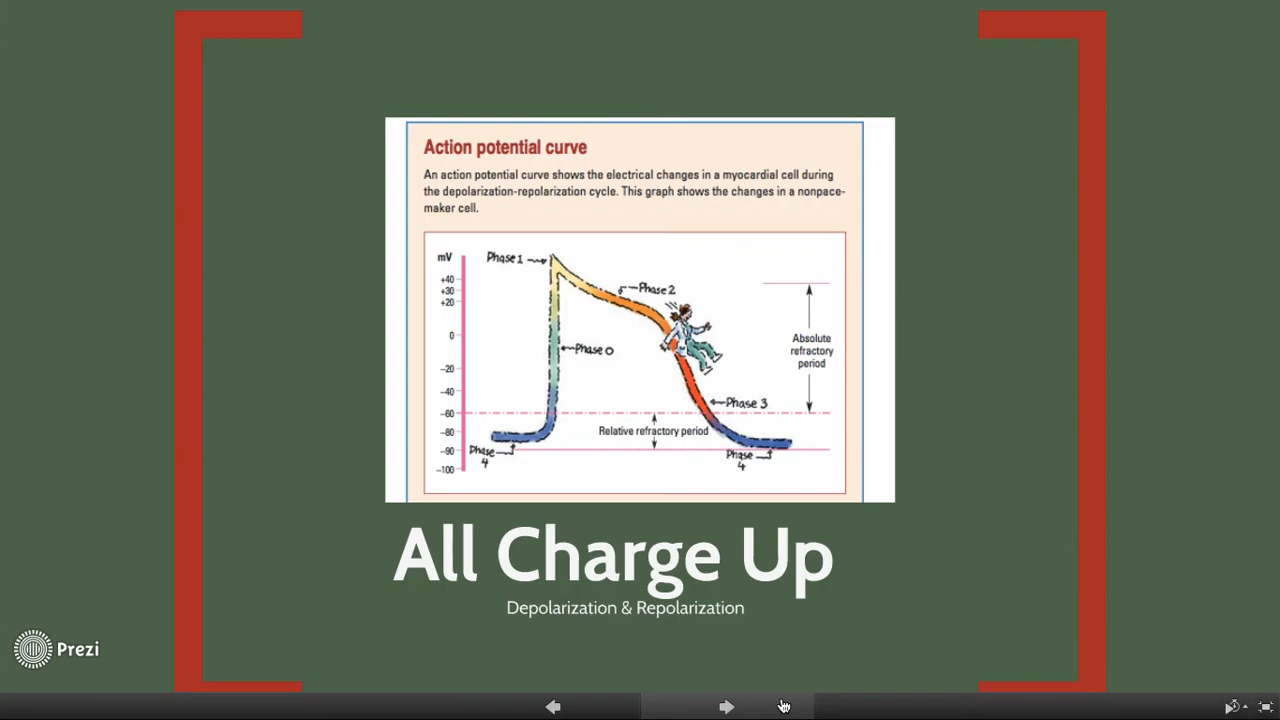 Action potential curve
An action potential curve shows the electrical changes in a myocardial cell during
the depolarization-repolarization cycle. This graph shows the changes in a nonpace-
maker cell.
mV
Phase 1
+40
+30
+20
Phase 2
0
Phase 0
Absolute
refractory
period
-20
-40
Phase 3
-60
-80
Relative refractory period
-90
Phase
4
Phase
4
-100
All Charge Up
Depolarization & Repolarization
Prezi